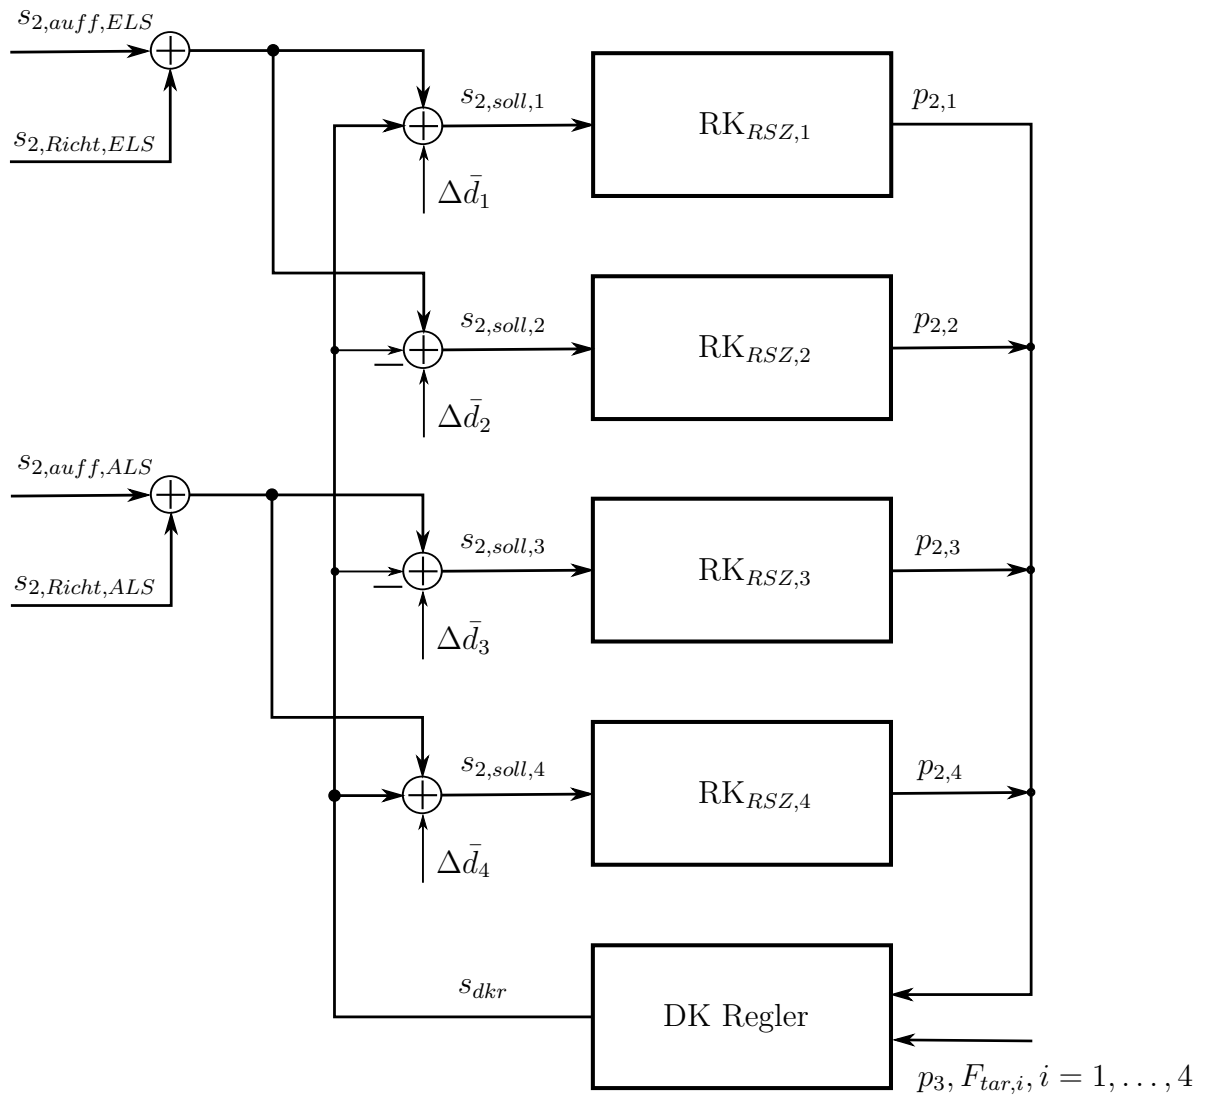 s_{2,auff,ELS}
s_{2,Richt,ELS}
s_{2,soll,1}
RK_{RSZ,1}
p_{2,1}
Δd̄_1
s_{2,soll,2}
RK_{RSZ,2}
p_{2,2}
Δd̄_2
s_{2,auff,ALS}
s_{2,Richt,ALS}
s_{2,soll,3}
RK_{RSZ,3}
p_{2,3}
Δd̄_3
s_{2,soll,4}
RK_{RSZ,4}
p_{2,4}
Δd̄_4
s_{dkr}
DK Regler
p_3, F_{tar,i}, i = 1, . . . , 4